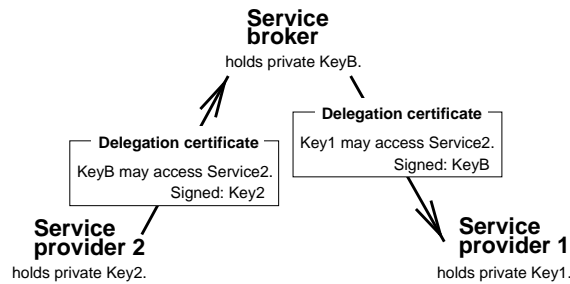 Service
broker
holds private KeyB.
Delegation certificate
KeyB may access Service2.
Signed: Key2
Delegation certificate
Key1 may access Service2.
Signed: KeyB
Service
provider 2
holds private Key2.
Service
provider 1
holds private Key1.